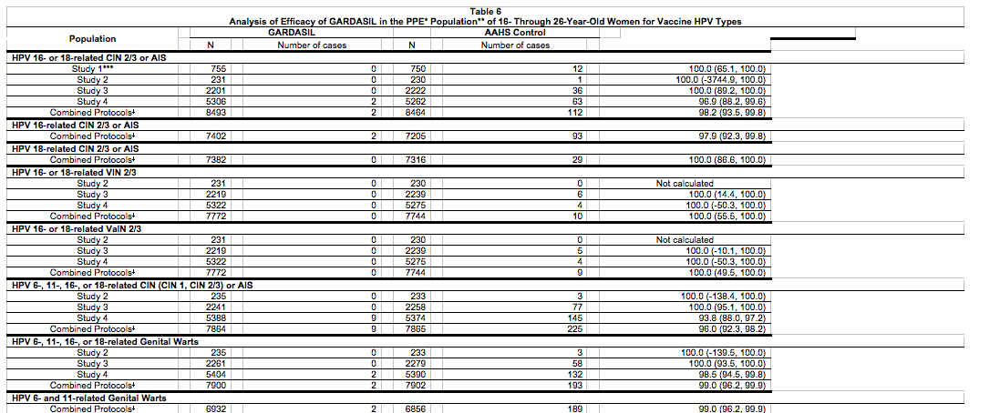 Table 6
Analysis of Efficacy of GARDASIL in the PPE* Population** of 16- Through 26-Year-Old Women for Vaccine HPV Types
GARDASIL AAHS Control
Population
N Number of cases N Number of cases
HPV 16- or 18-related CIN 2/3 or AIS
Study 1*** 755 0 750 12 100.0 (65.1, 100.0)
Study 2 231 0 230 1 100.0 (-3744.9, 100.0)
Study 3 2201 0 2222 36 100.0 (89.2, 100.0)
Study 4 5306 2 5262 63 96.9 (88.2, 99.6)
Combined Protocols‡ 8493 2 8464 112 98.2 (93.5, 99.8)
HPV 16-related CIN 2/3 or AIS
Combined Protocols‡ 7402 2 7205 93 97.9 (92.3, 99.8)
HPV 18-related CIN 2/3 or AIS
Combined Protocols‡ 7382 0 7316 29 100.0 (86.6, 100.0)
HPV 16- or 18-related VIN 2/3
Study 2 231 0 230 0 Not calculated
Study 3 2219 0 2239 6 100.0 (14.4, 100.0)
Study 4 5322 0 5275 4 100.0 (-50.3, 100.0)
Combined Protocols‡ 7772 0 7744 10 100.0 (55.5, 100.0)
HPV 16- or 18-related VaIN 2/3
Study 2 231 0 230 0 Not calculated
Study 3 2219 0 2239 5 100.0 (-10.1, 100.0)
Study 4 5322 0 5275 4 100.0 (-50.3, 100.0)
Combined Protocols‡ 7772 0 7744 9 100.0 (49.5, 100.0)
HPV 6-, 11-, 16-, or 18-related CIN (CIN 1, CIN 2/3) or AIS
Study 2 235 0 233 3 100.0 (-138.4, 100.0)
Study 3 2241 0 2258 77 100.0 (95.1, 100.0)
Study 4 5388 9 5374 145 93.8 (88.0, 97.2)
Combined Protocols‡ 7864 9 7865 225 96.0 (92.3, 98.2)
HPV 6-, 11-, 16-, or 18-related Genital Warts
Study 2 235 0 233 3 100.0 (-139.5, 100.0)
Study 3 2261 0 2279 58 100.0 (93.5, 100.0)
Study 4 5404 2 5390 132 98.5 (94.5, 99.8)
Combined Protocols‡ 7900 2 7902 193 99.0 (96.2, 99.9)
HPV 6- and 11-related Genital Warts
Combined Protocols‡ 6932 2 6856 189 99.0 (96.2, 99.9)